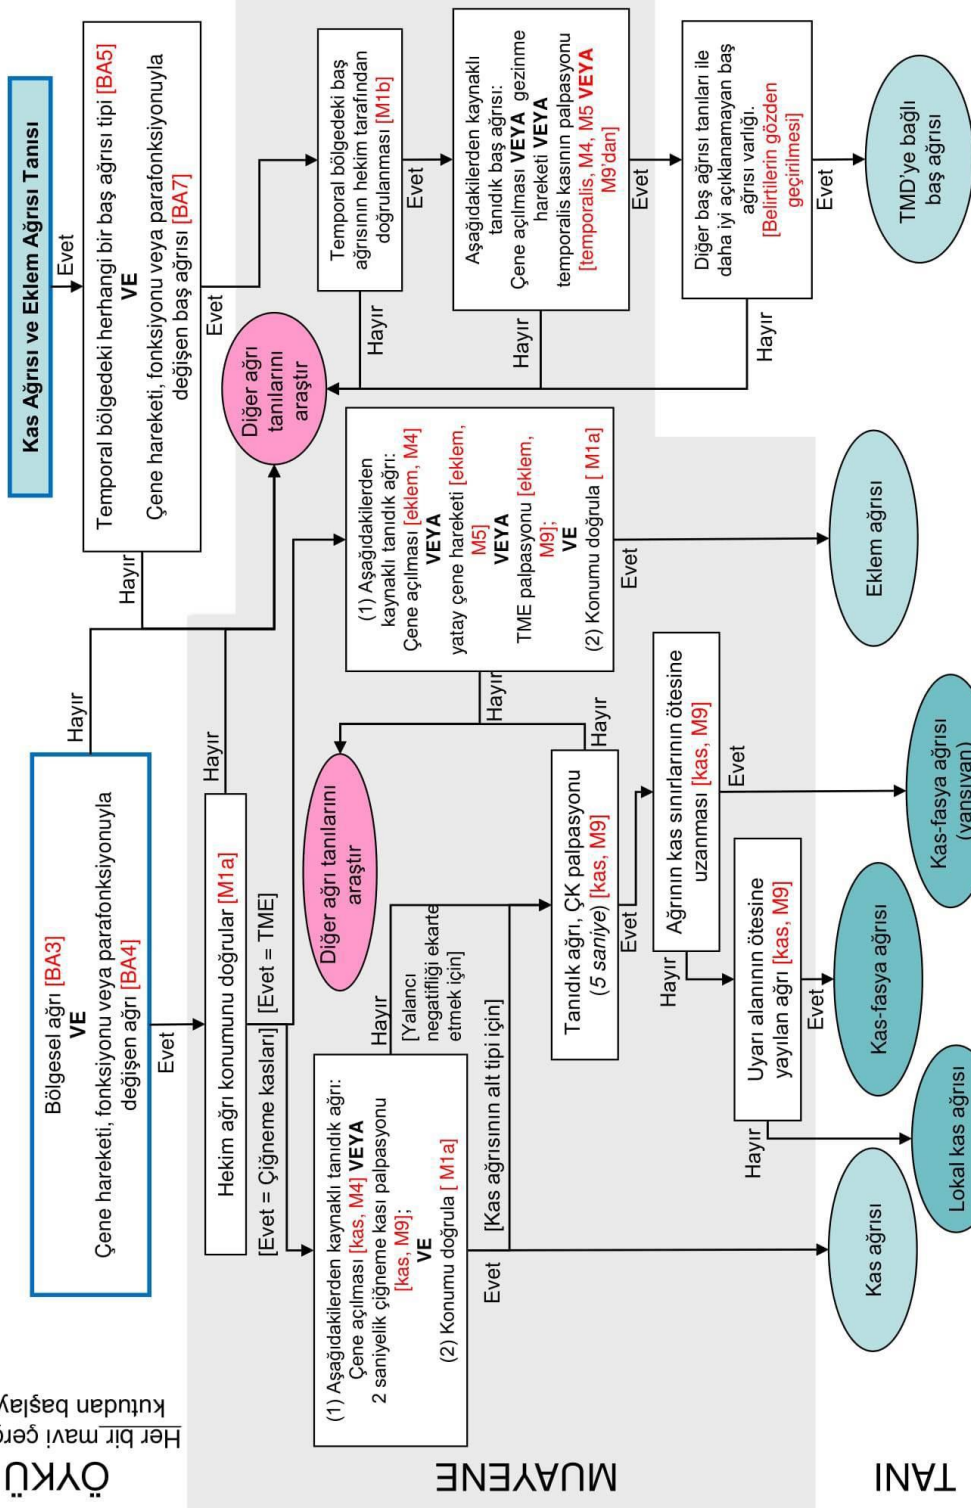 ÖYKÜ
Her bir mavi
kutudan
Bölgesel ağrı [BA3]
VE
Çene hareketi, fonksiyonu veya parafonksiyonuyla
değişen ağrı [BA4]
Hayır
Evet
Kas Ağrısı ve Eklem Ağrısı Tanısı
Evet
Temporal bölgedeki herhangi bir baş ağrısı tipi [BA5]
VE
Çene hareketi, fonksiyonu veya parafonksiyonuyla
değişen baş ağrısı [BA7]
Hayır
Evet
MUAYENE
Hekim ağrı konumunu doğrular [M1a]
Hayır
[Evet = Çiğneme kasları]
[Evet = TME]
Diğer ağrı
tanılarını
araştır
(1) Aşağıdakilerden kaynaklı tanıdık ağrı:
Çene açılması [kas, M4] VEYA
2 saniyelik çiğneme kası palpasyonu
[kas, M9];
VE
(2) Konumu doğrula [ M1a]
Hayır
[Yalancı
negatifliği ekarte
etmek için]
Evet
[Kas ağrısının alt tipi için]
Diğer ağrı tanılarını
araştır
(1) Aşağıdakilerden
kaynaklı tanıdık ağrı:
Çene açılması [eklem, M4]
VEYA
yatay çene hareketi [eklem,
M5]
VEYA
TME palpasyonu [eklem,
M9];
VE
(2) Konumu doğrula [ M1a]
Hayır
Evet
Tanıdık ağrı, ÇK palpasyonu
(5 saniye) [kas, M9]
Hayır
Evet
Ağrının kas sınırlarının ötesine
uzanması [kas, M9]
Hayır
Evet
Uyarı alanının ötesine
yayılan ağrı [kas, M9]
Hayır
Evet
Temporal bölgedeki baş
ağrısının hekim tarafından
doğrulanması [M1b]
Hayır
Evet
Aşağıdakilerden kaynaklı
tanıdık baş ağrısı:
Çene açılması VEYA gezinme
hareketi VEYA
temporalis kasının palpasyonu
[temporalis, M4, M5 VEYA
M9'dan]
Hayır
Evet
Diğer baş ağrısı tanıları ile
daha iyi açıklamayan baş
ağrısı varlığı.
[Belirtilerin gözden
geçirilmesi]
Hayır
Evet
TANI
Kas ağrısı
Lokal kas ağrısı
Kas-fasya ağrısı
Kas-fasya ağrısı
(yansıyan)
Eklem ağrısı
TMD'ye bağlı
baş ağrısı